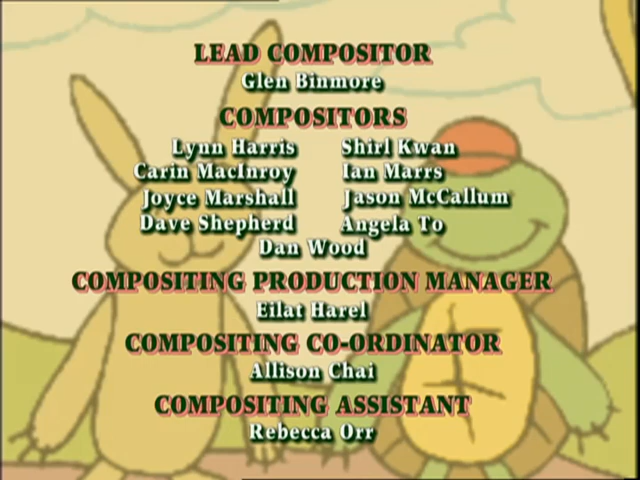 LEAD COMPOSITOR
Glen Binmore
COMPOSITORS
Lynn Harris Shirl Kwan
Carin MacInroy Ian Marrs
Joyce Marshall Jason McCallum
Dave Shepherd Angela To
Dan Wood
COMPOSITING PRODUCTION MANAGER
Eilat Harel
COMPOSITING CO-ORDINATOR
Allison Chai
COMPOSITING ASSISTANT
Rebecca Orr